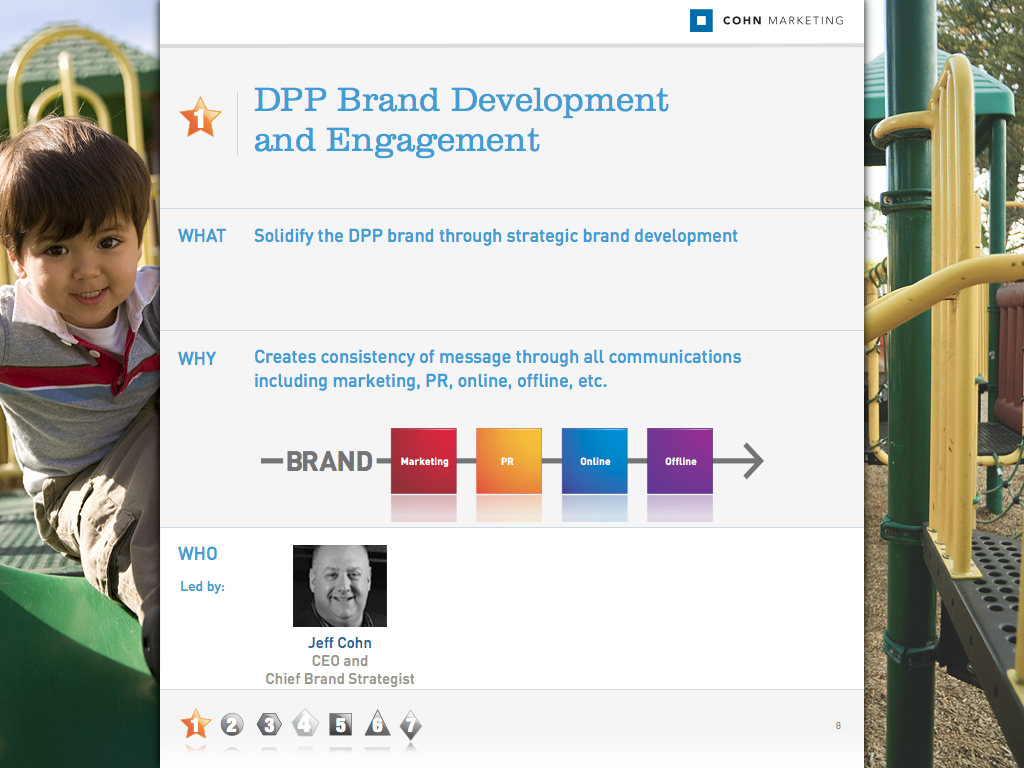 COHN MARKETING
1
DPP Brand Development
and Engagement
WHAT
Solidify the DPP brand through strategic brand development
WHY
Creates consistency of message through all communications
including marketing, PR, online, offline, etc.
BRAND
Marketing
PR
Online
Offline
WHO
Led by:
Jeff Cohn
CEO and
Chief Brand Strategist
1 2 3 4 5 6 7
8